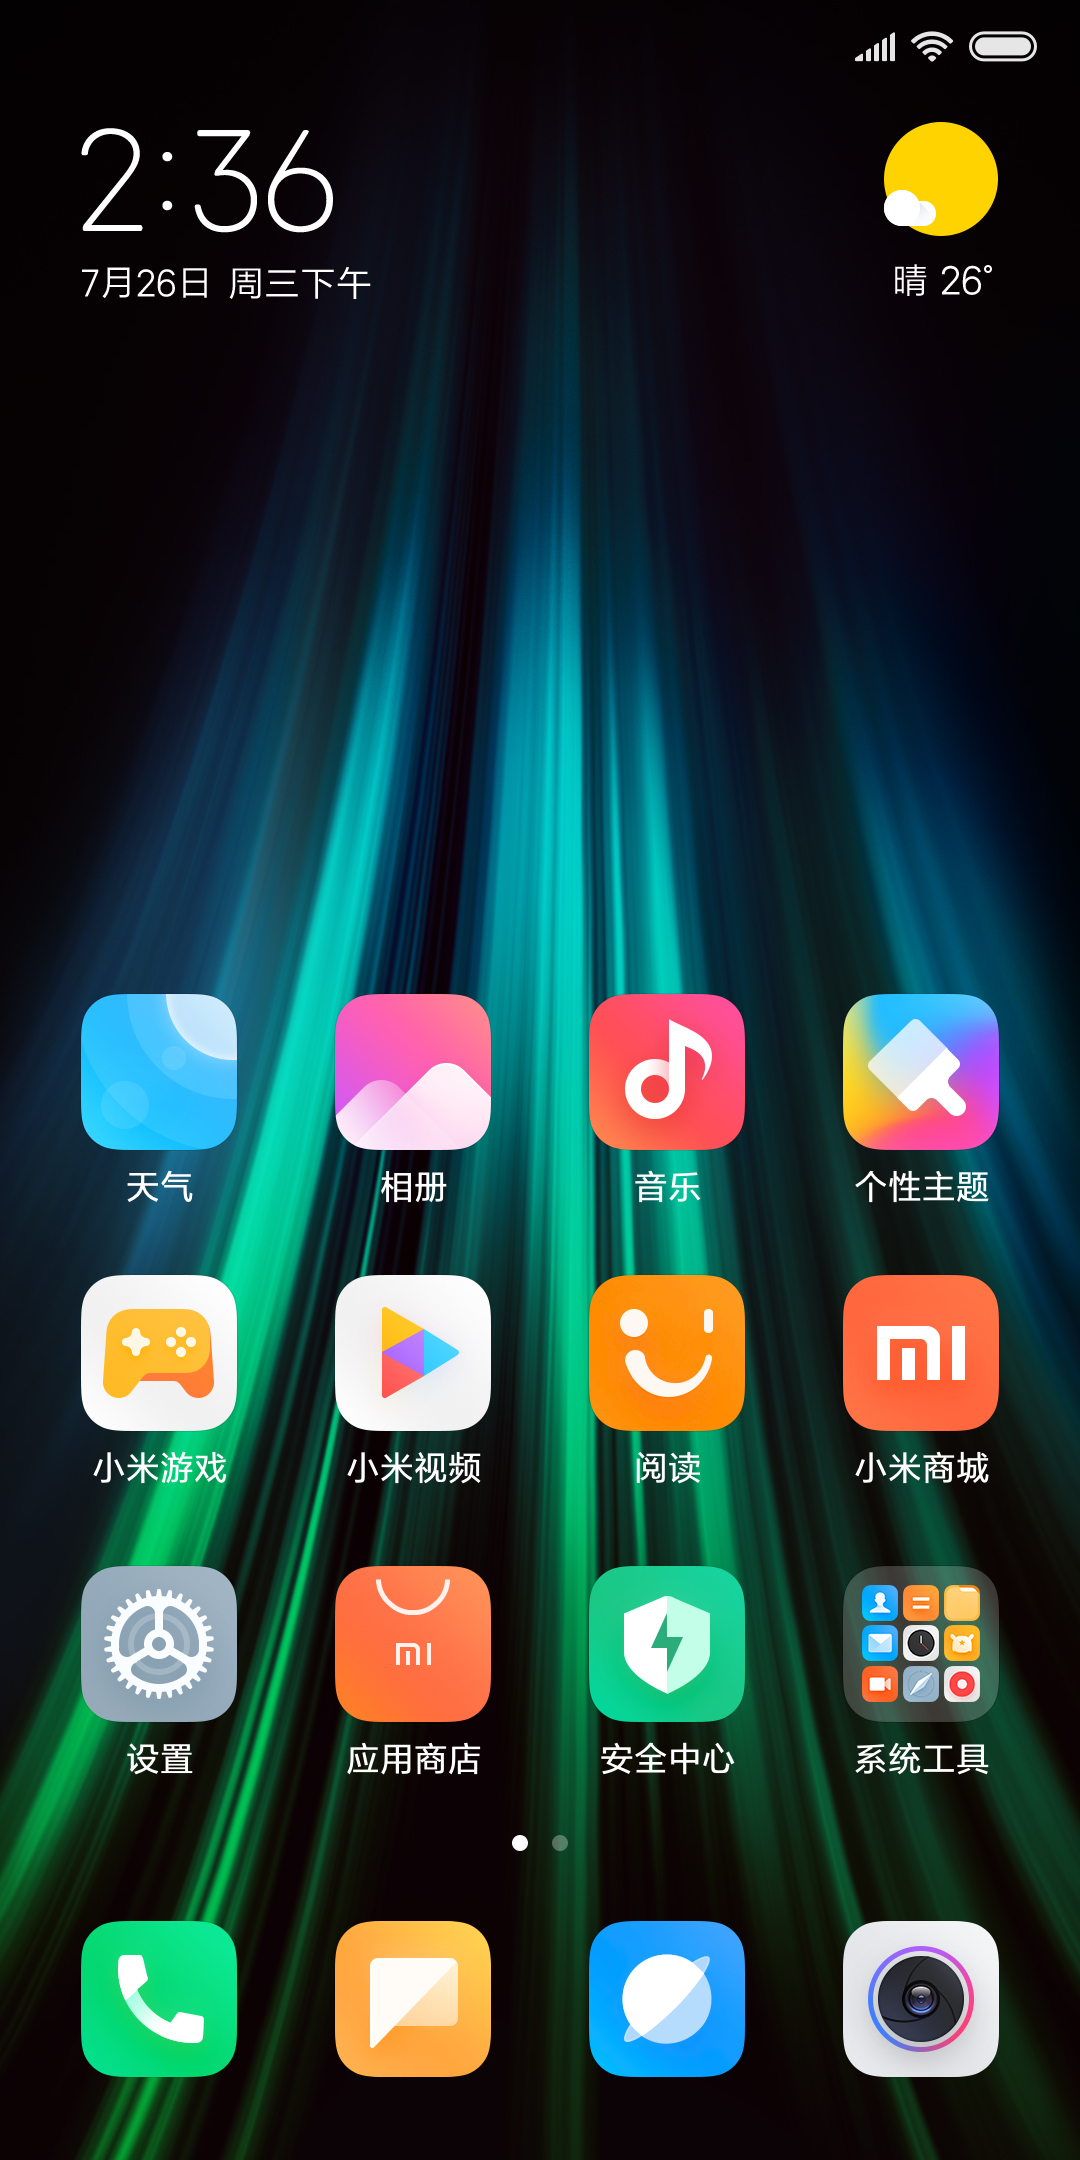 2:36
7月26日 周三下午
晴 26°
天气
相册
音乐
个性主题
小米游戏
小米视频
阅读
mi
小米商城
设置
mi
应用商店
安全中心
系统工具